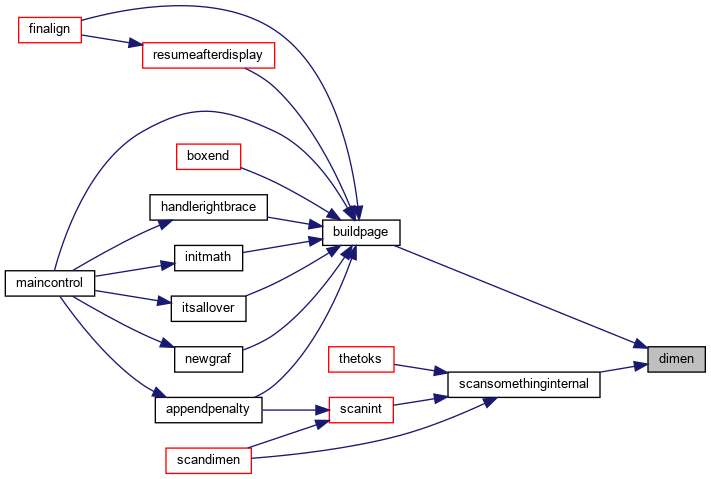 finalign
resumeafterdisplay
boxend
handlerightbrace
buildpage
initmath
maincontrol
itsallover
newgraf
thetoks
dimen
scansomethinginternal
appendpenalty
scanint
scandimen